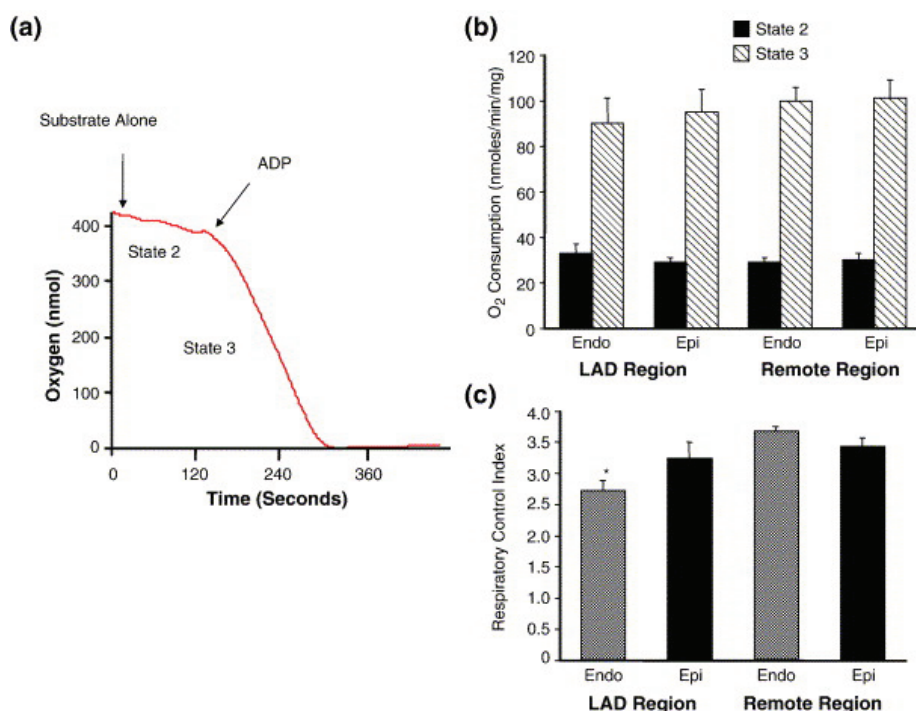 (a)
Substrate Alone
ADP
400
State 2
300
Oxygen (nmol)
200
State 3
100
0
0 120 240 360
Time (Seconds)
(b)
State 2
State 3
O2 Consumption (nmoles/min/mg)
120
100
80
60
40
20
0
Endo Epi Endo Epi
LAD Region Remote Region
(c)
Respiratory Control Index
4.0
3.5
3.0
2.5
2.0
1.5
1.0
0.5
0
*
Endo Epi Endo Epi
LAD Region Remote Region